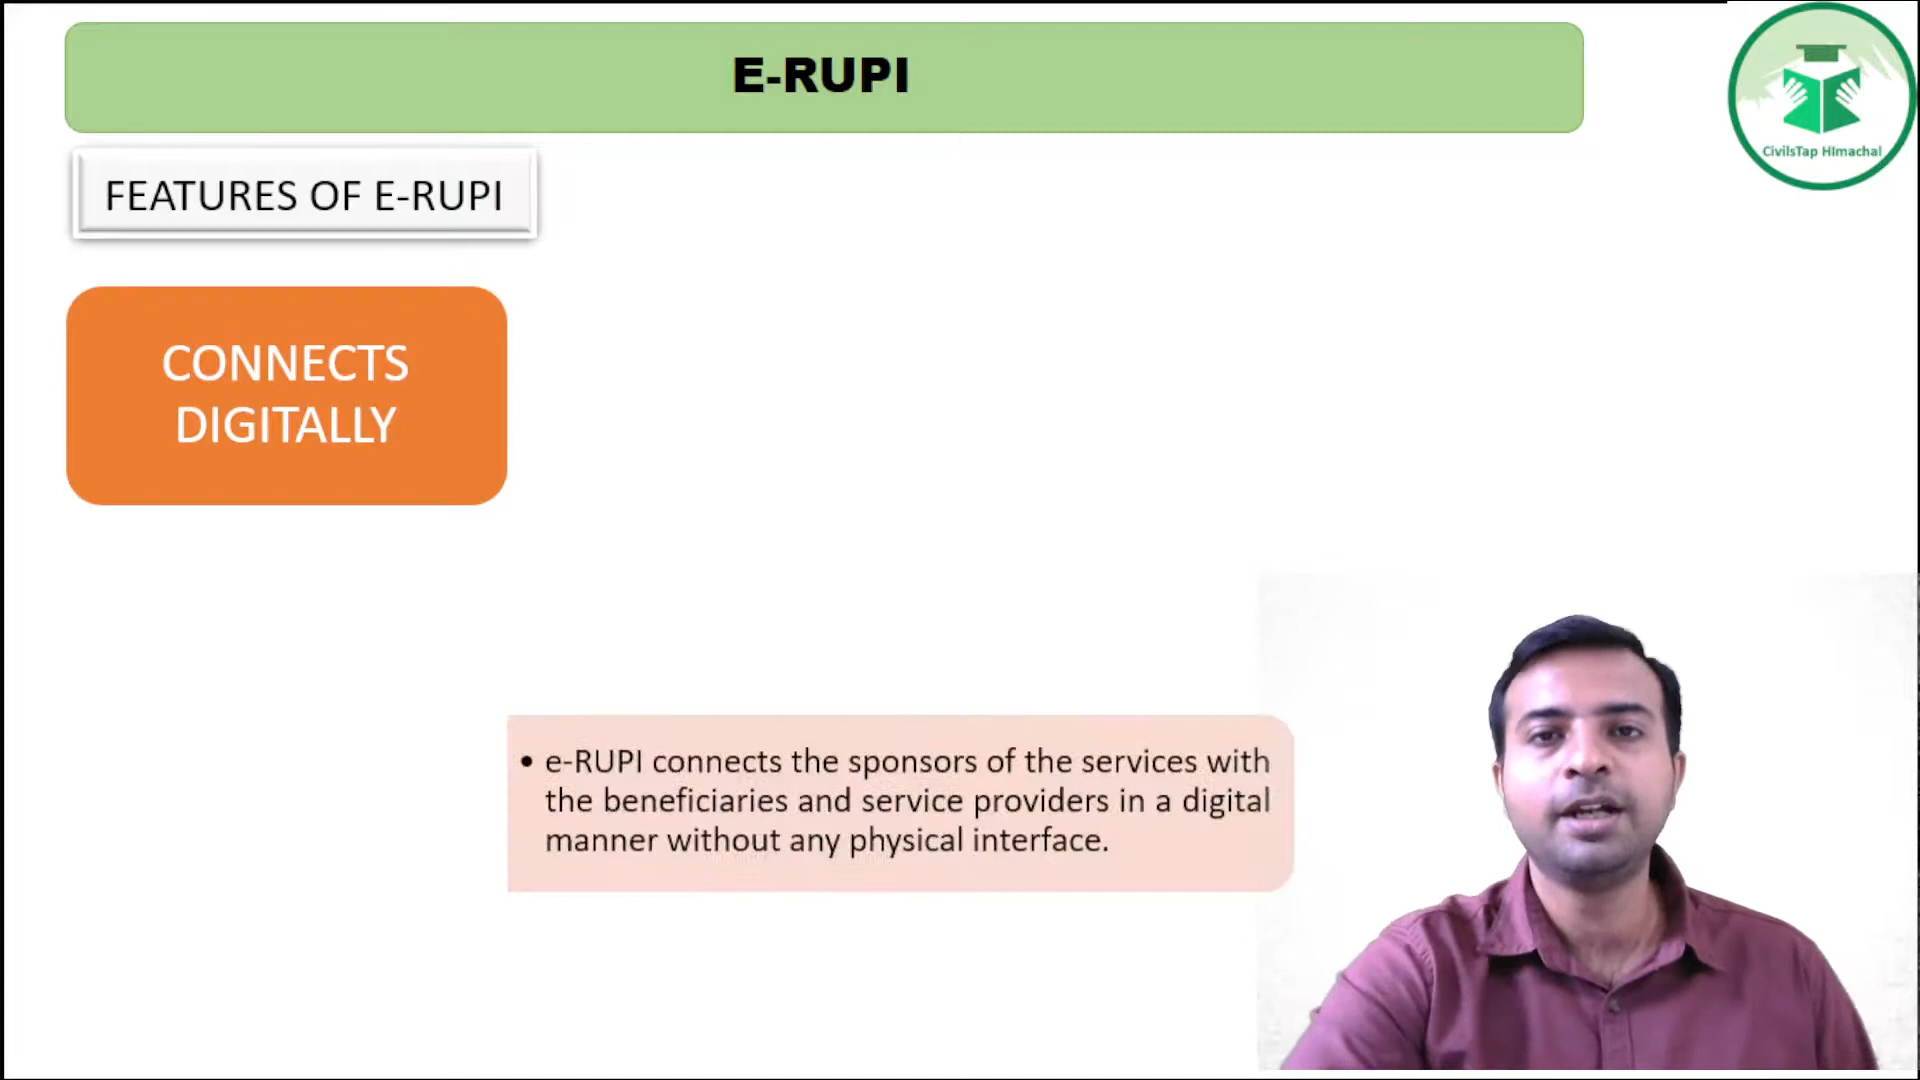 E-RUPI
CivilsTap HImachal
FEATURES OF E-RUPI
CONNECTS
DIGITALLY
• e-RUPI connects the sponsors of the services with
the beneficiaries and service providers in a digital
manner without any physical interface.